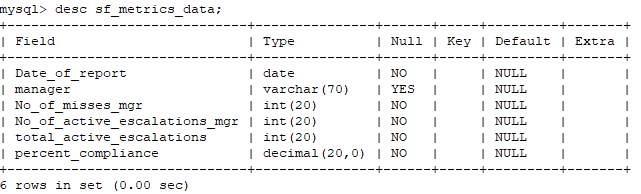 mysql> desc sf_metrics_data;
+----------------------------+---------------+------+-----+---------+-------+
| Field                      | Type          | Null | Key | Default | Extra |
+----------------------------+---------------+------+-----+---------+-------+
| Date_of_report             | date          | NO   |     | NULL    |       |
| manager                    | varchar(70)   | YES  |     | NULL    |       |
| No_of_misses_mgr           | int(20)       | NO   |     | NULL    |       |
| No_of_active_escalations_mgr | int(20)       | NO   |     | NULL    |       |
| total_active_escalations   | int(20)       | NO   |     | NULL    |       |
| percent_compliance         | decimal(20,0) | NO   |     | NULL    |       |
+----------------------------+---------------+------+-----+---------+-------+
6 rows in set (0.00 sec)